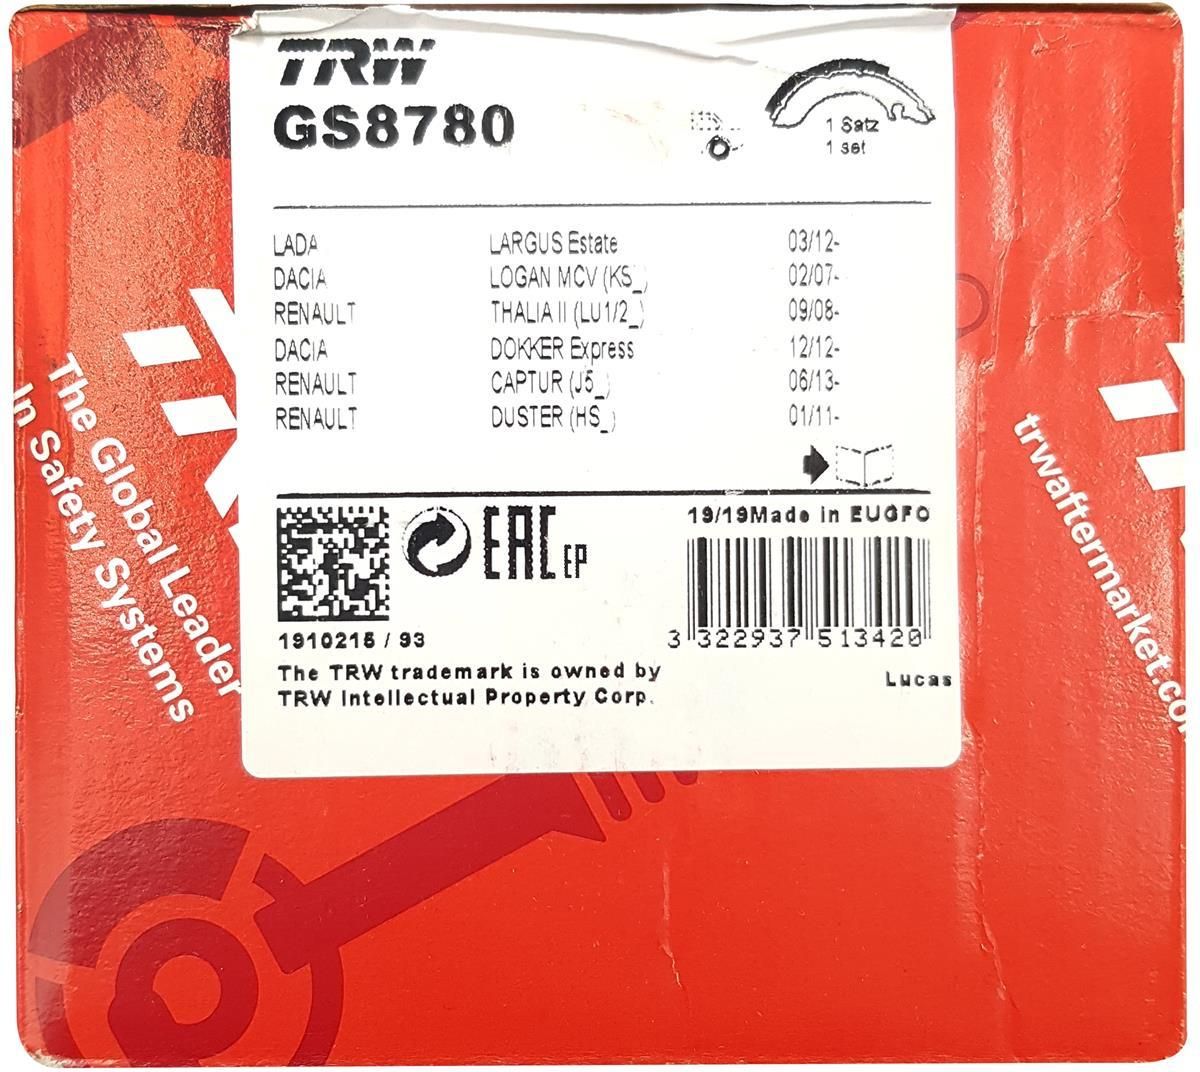 TRW
GS8780
1 Satz
1 set
LADA LARGUS Estate 03/12-
DACIA LOGAN MCV (KS_) 02/07-
RENAULT THALIA II (LU1/2_) 09/08-
DACIA DOKKER Express 12/12-
RENAULT CAPTUR (J5_) 06/13-
RENAULT DUSTER (HS_) 01/11-
19/19Made in EUGFO
EAC EP
3 322937 513420
1910215 / 93
The TRW trademark is owned by
TRW Intellectual Property Corp.
Lucas
The Global Leader
In Safety Systems
trwaftermarket.co